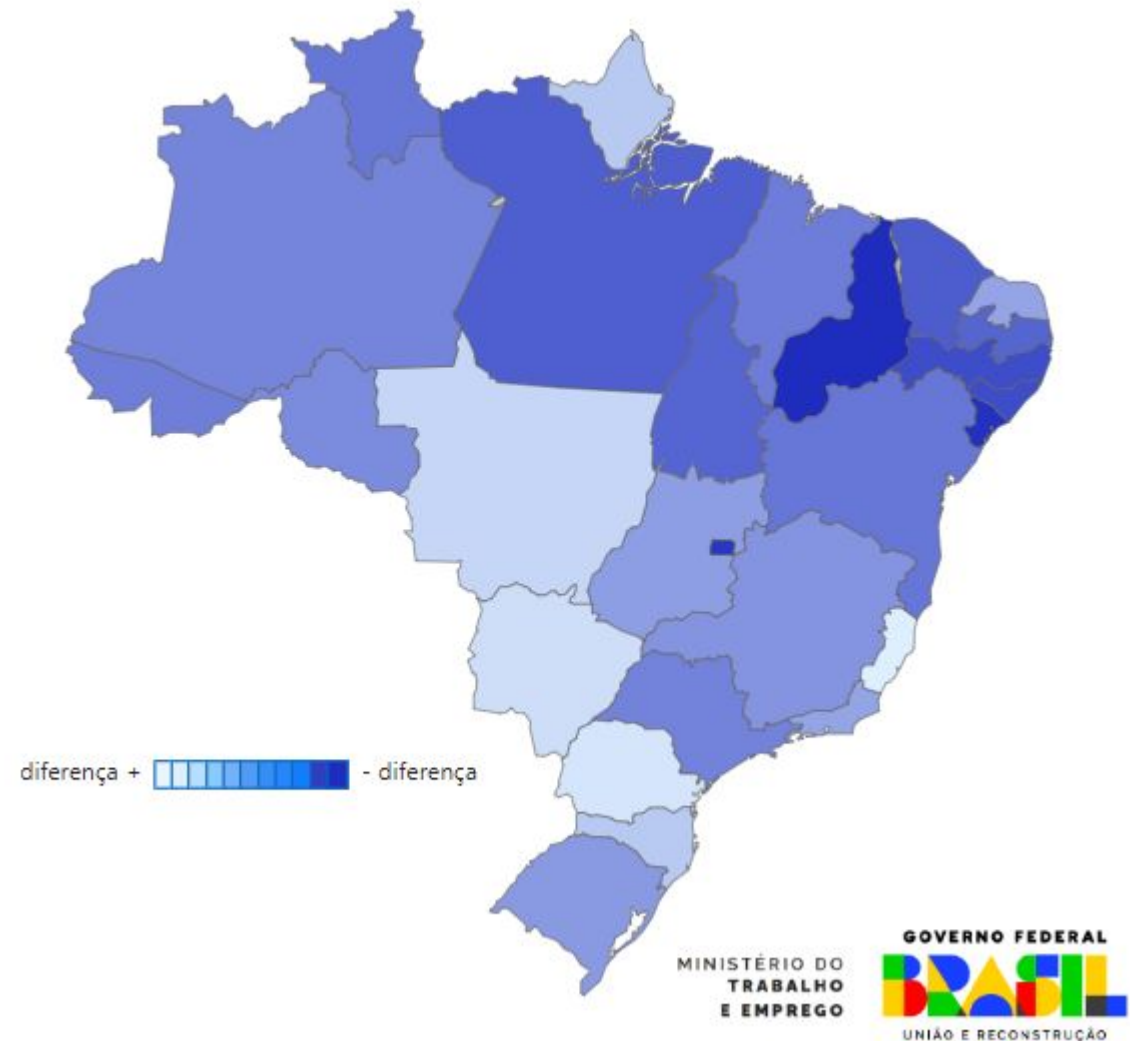 diferença +
- diferença
MINISTÉRIO DO
TRABALHO
E EMPREGO
GOVERNO FEDERAL
BRASIL
UNIÃO E RECONSTRUÇÃO